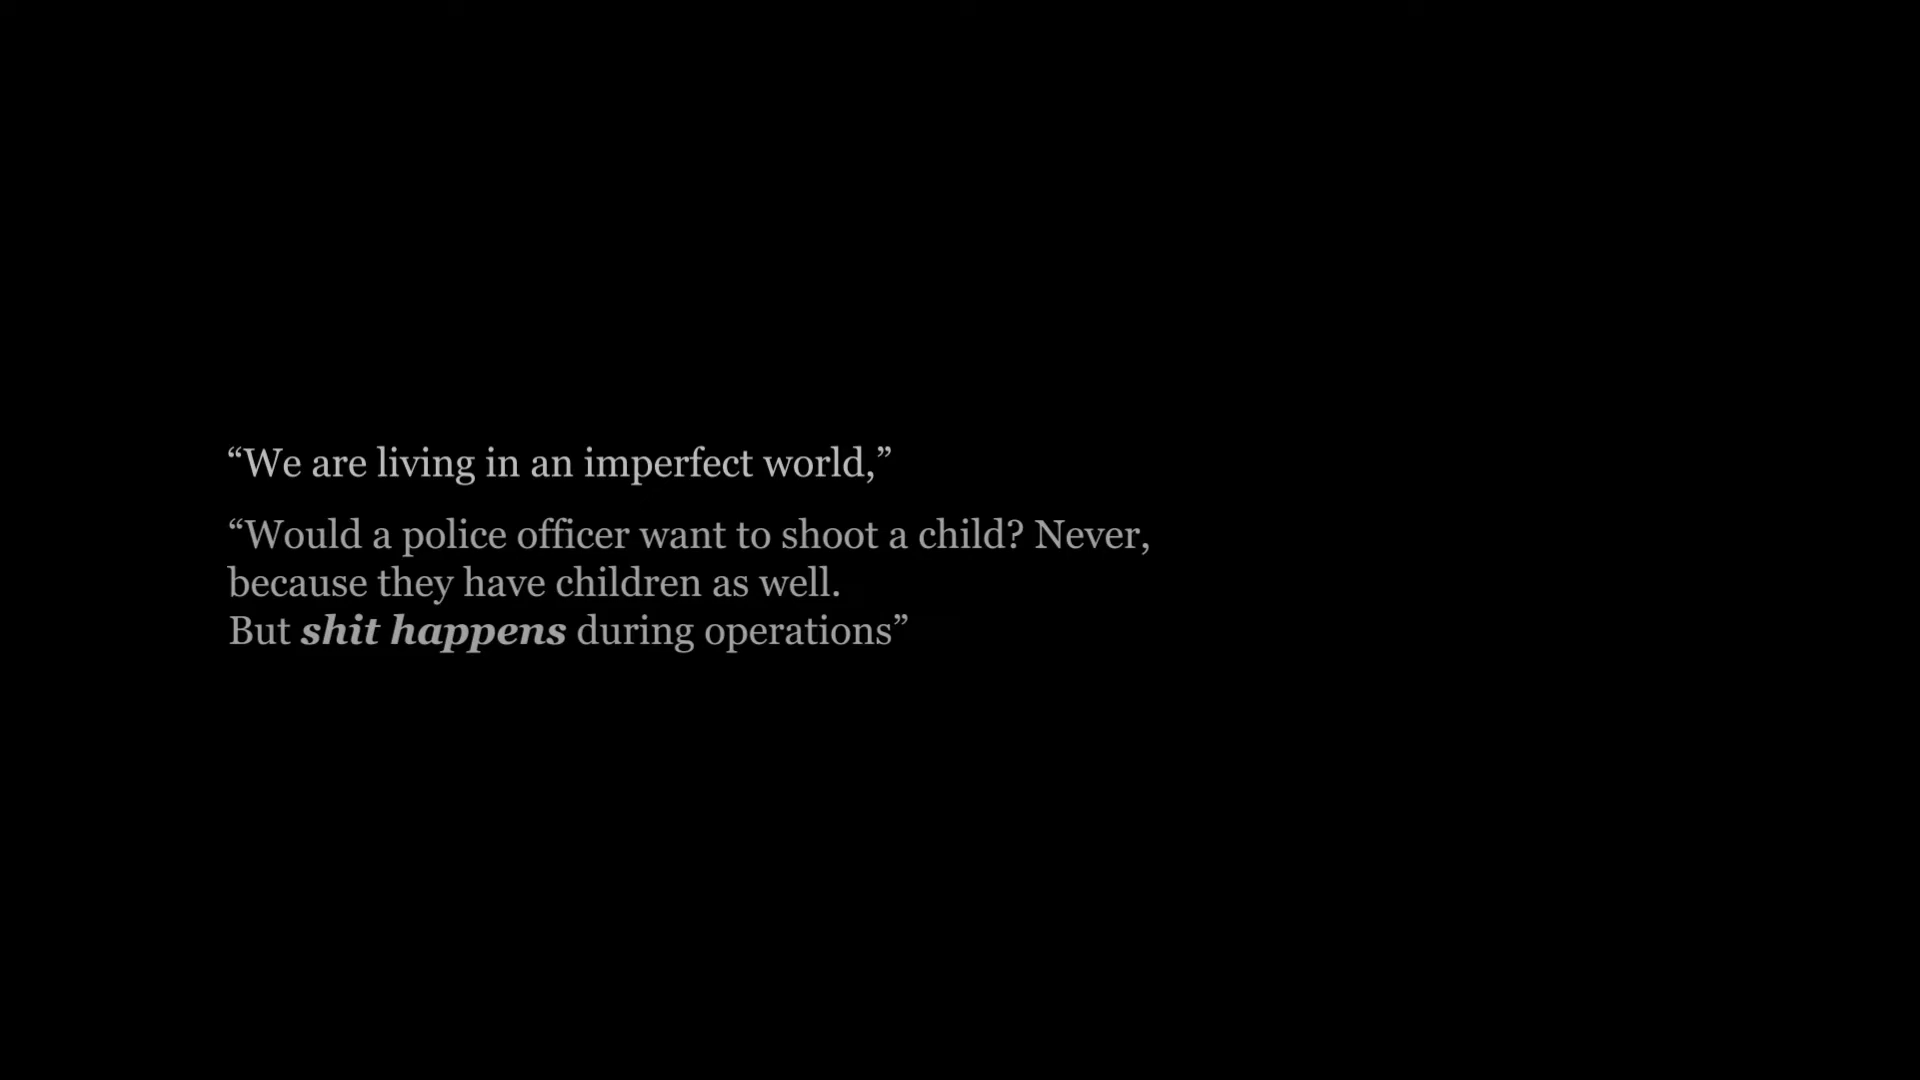 “We are living in an imperfect world,”
“Would a police officer want to shoot a child? Never,
because they have children as well.
But shit happens during operations”